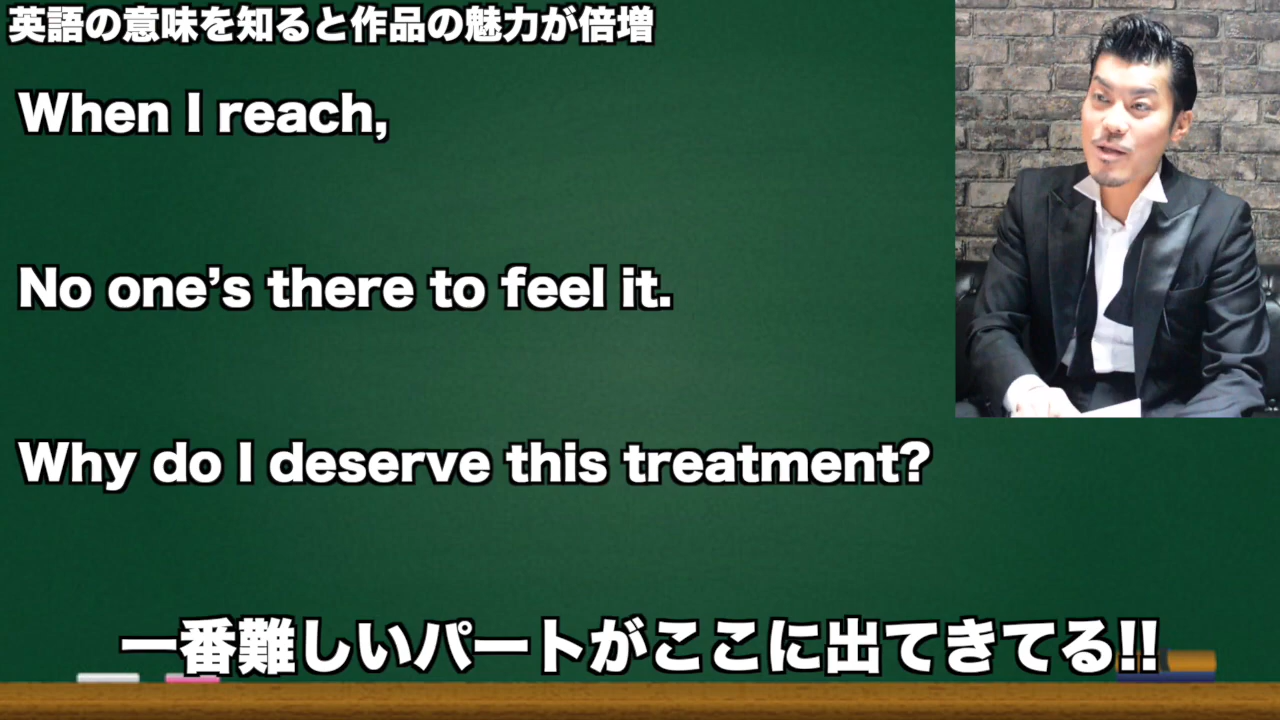 英語の意味を知ると作品の魅力が倍増
When I reach,
No one’s there to feel it.
Why do I deserve this treatment?
一番難しいパートがここに出てきてる!!